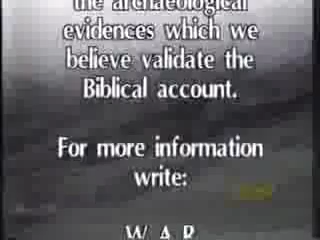 the archaeological
evidences which we
believe validate the
Biblical account.
For more information
write:
W A R